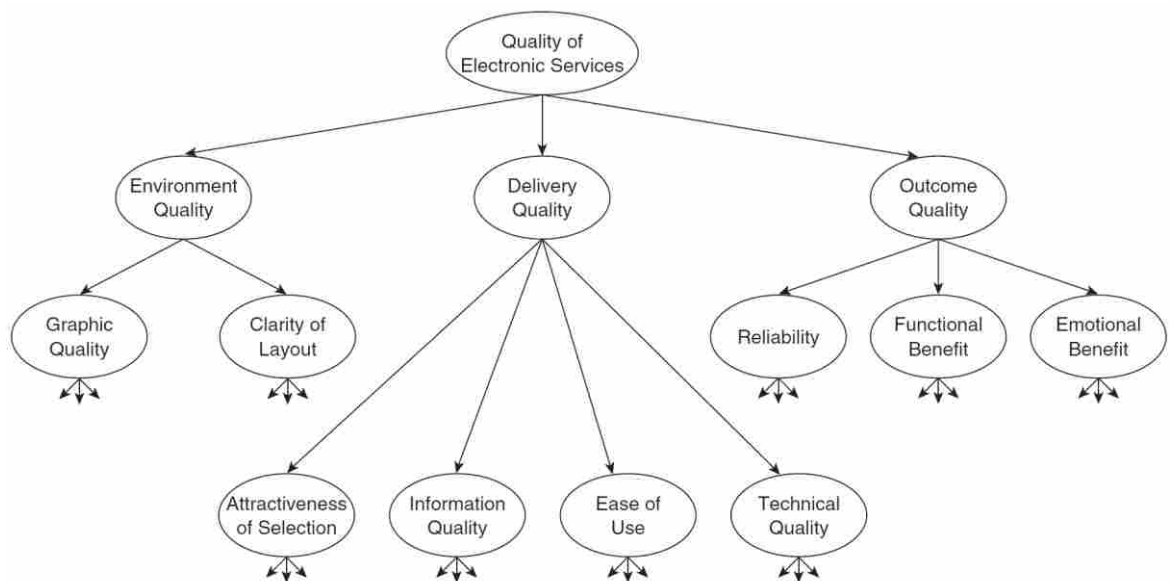 Quality of
Electronic Services
Environment
Quality
Delivery
Quality
Outcome
Quality
Graphic
Quality
Clarity of
Layout
Reliability
Functional
Benefit
Emotional
Benefit
Attractiveness
of Selection
Information
Quality
Ease of
Use
Technical
Quality